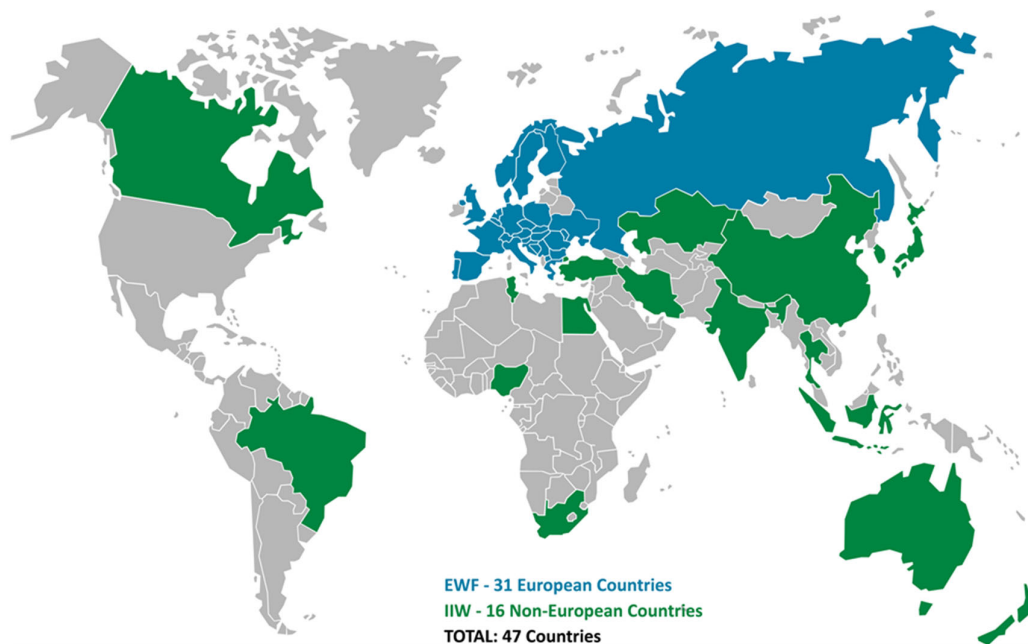 EWF - 31 European Countries
IIW - 16 Non-European Countries
TOTAL: 47 Countries